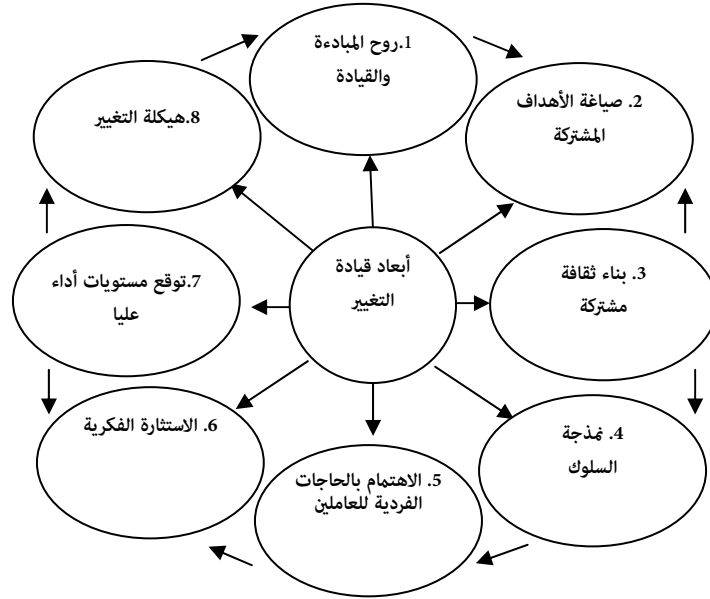 1.روح المبادءة
والقيادة
2. صياغة الأهداف
المشتركة
3. بناء ثقافة
مشتركة
4. نمذجة
السلوك
5. الاهتمام بالحاجات
الفردية للعاملين
6. الاستثارة الفكرية
7.توقع مستويات أداء
عليا
8.هيكلة التغيير
أبعاد قيادة
التغيير